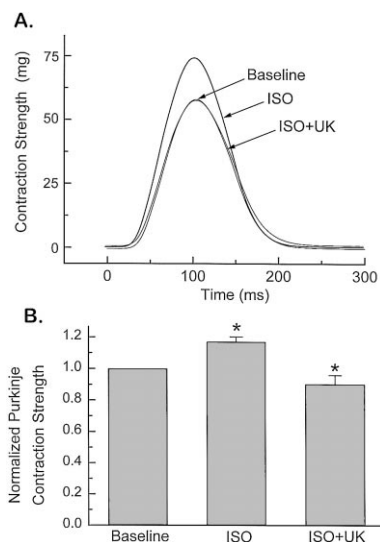 A.
Contraction Strength (mg)
75
50
25
0
Baseline
ISO
ISO+UK
0 100 200 300
Time (ms)
B.
Normalized Purkinje
Contraction Strength
1.2
1.0
0.8
0.6
0.4
0.2
0.0
*
*
Baseline ISO ISO+UK